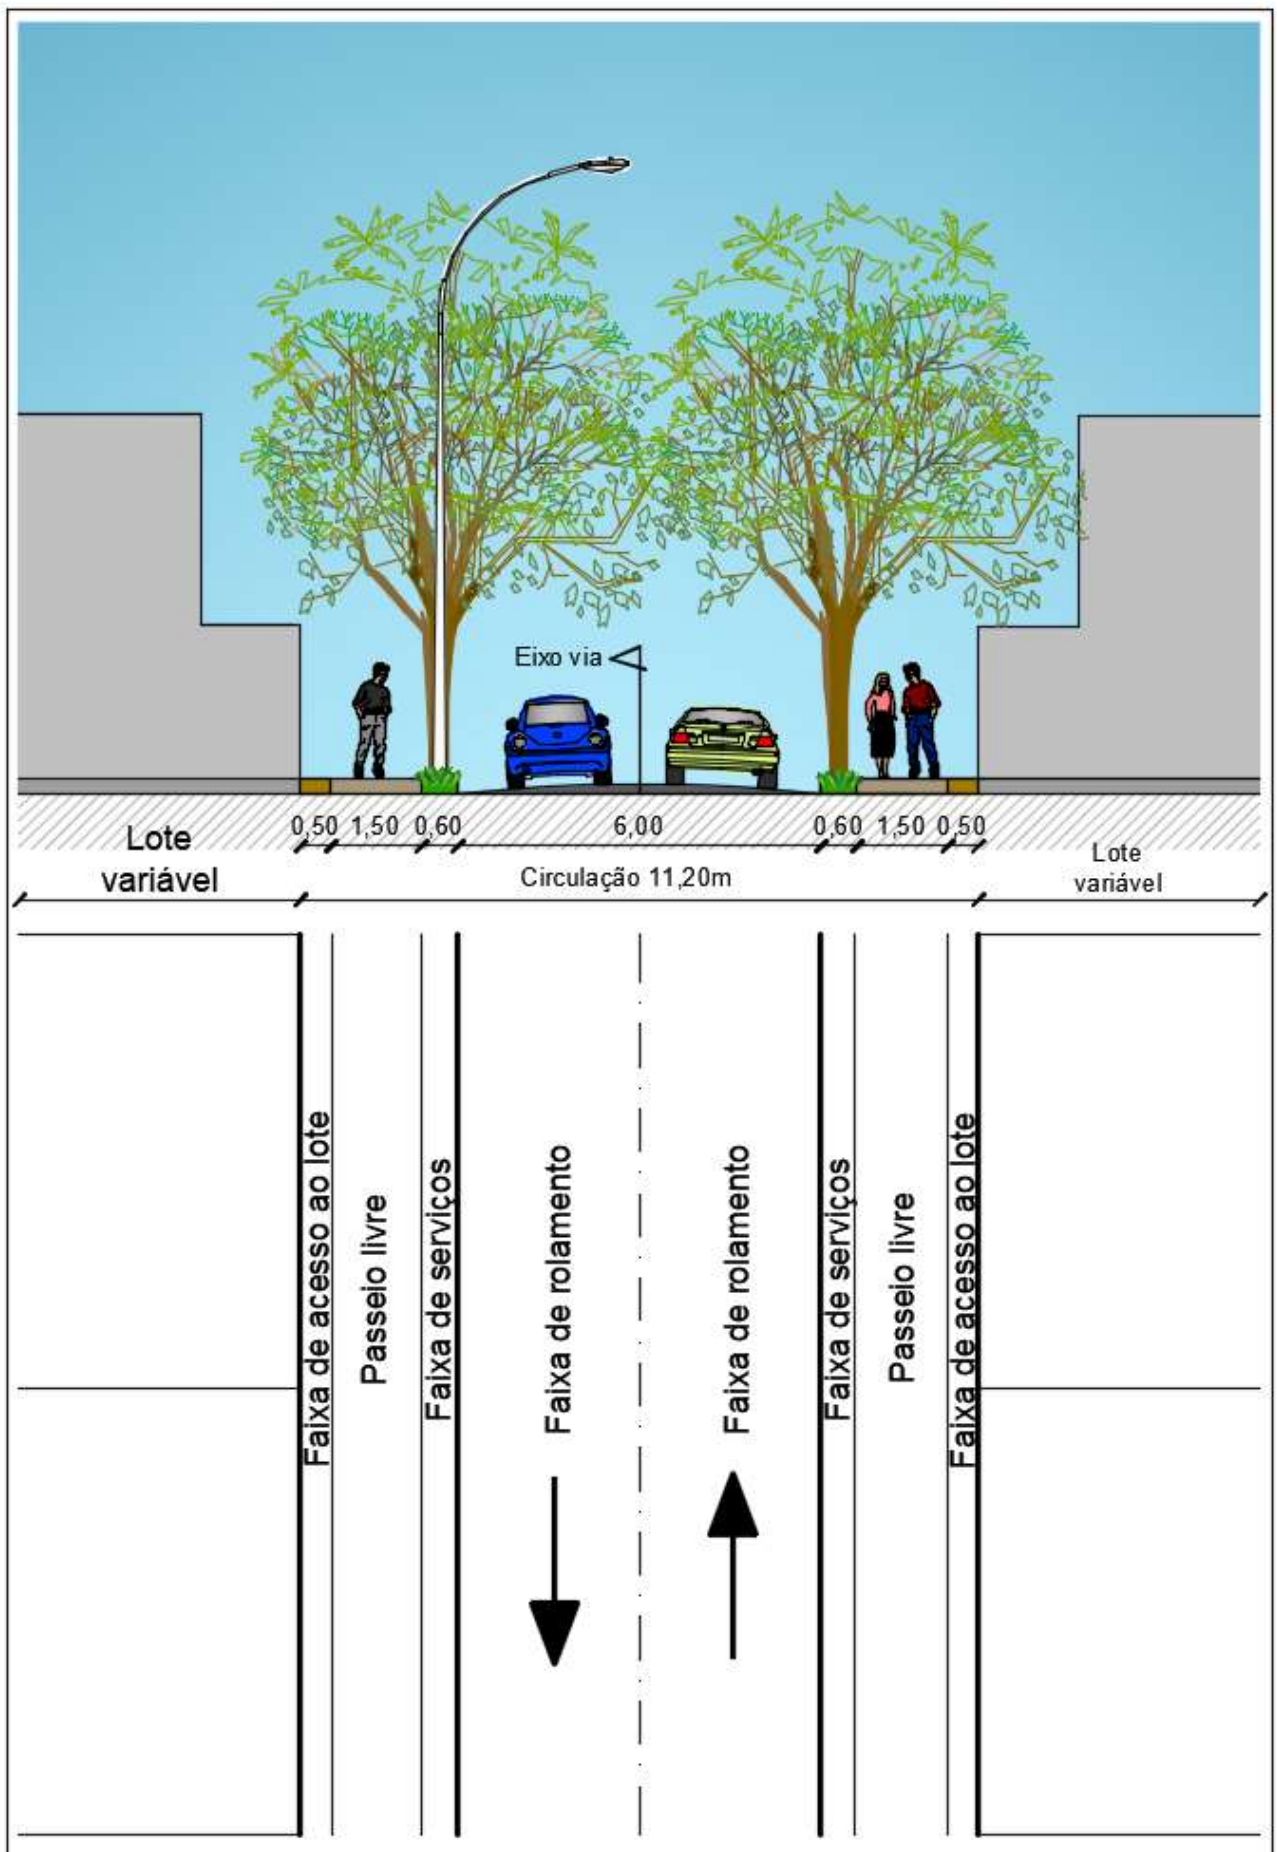 Eixo via
0,50 1,50 0,60 6,00 0,60 1,50 0,50
Lote
variável
Circulação 11,20m
Lote
variável
Faixa de acesso ao lote
Passeio livre
Faixa de serviços
Faixa de rolamento
Faixa de rolamento
Faixa de serviços
Passeio livre
Faixa de acesso ao lote